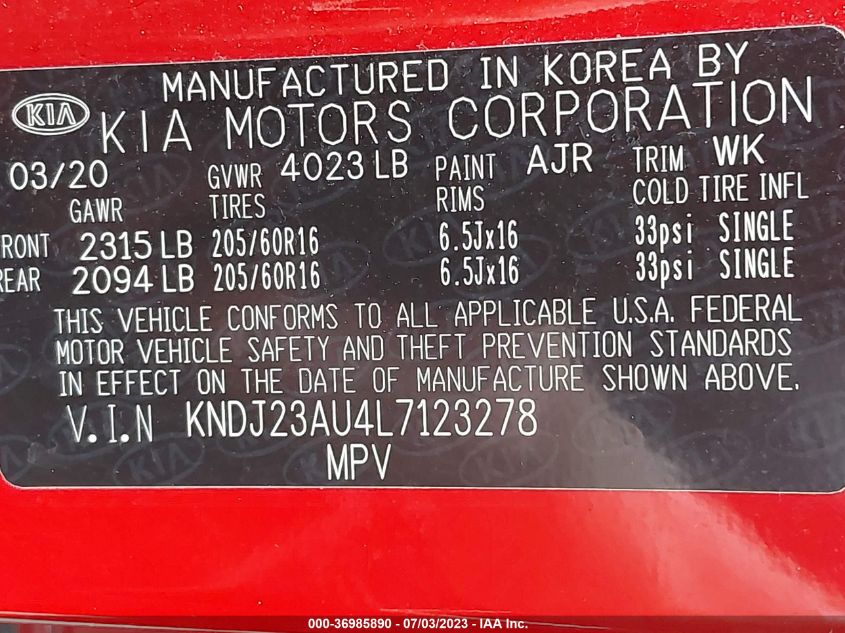 MANUFACTURED IN KOREA BY
KIA KIA MOTORS CORPORATION
03/20 GVWR 4023 LB PAINT AJR TRIM WK
GAWR TIRES RIMS COLD TIRE INFL
FRONT 2315 LB 205/60R16 6.5Jx16 33psi SINGLE
REAR 2094 LB 205/60R16 6.5Jx16 33psi SINGLE
THIS VEHICLE CONFORMS TO ALL APPLICABLE U.S.A. FEDERAL
MOTOR VEHICLE SAFETY AND THEFT PREVENTION STANDARDS
IN EFFECT ON THE DATE OF MANUFACTURE SHOWN ABOVE.
V.I.N KNDJ23AU4L7123278
MPV
000-36985890 - 07/03/2023 - IAA Inc.